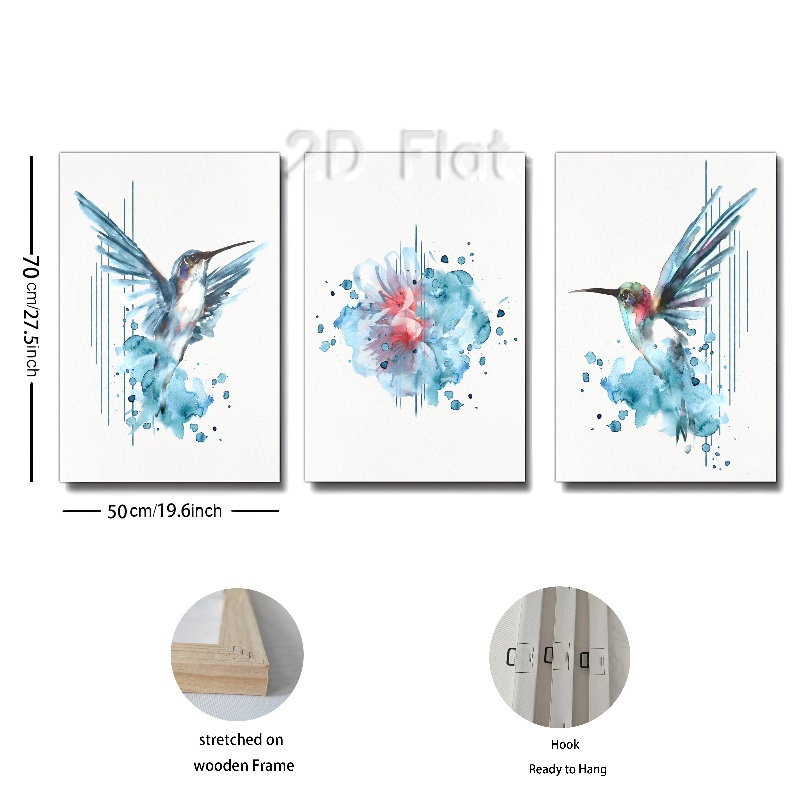 2D Flat
70 cm/27.5inch
50 cm/19.6inch
stretched on
wooden Frame
Hook
Ready to Hang